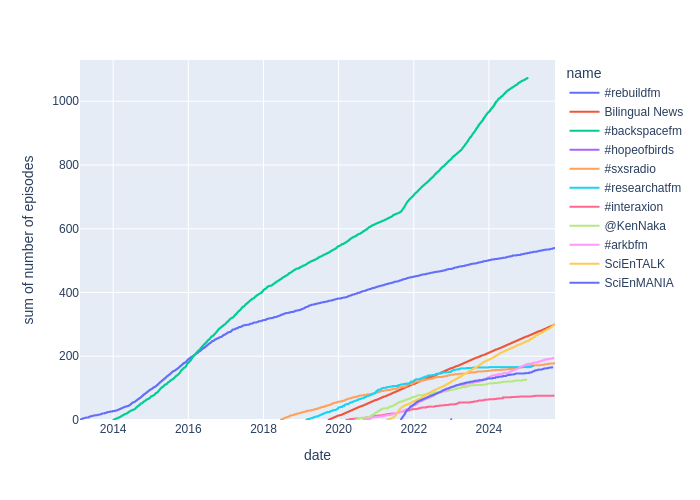 name
#rebuildfm
Bilingual News
#backspacefm
#hopeofbirds
#sxsradio
#researchatfm
#interaxion
@KenNaka
#arkbfm
SciEnTALK
SciEnMANIA
sum of number of episodes
1000
800
600
400
200
0
2014 2016 2018 2020 2022 2024
date